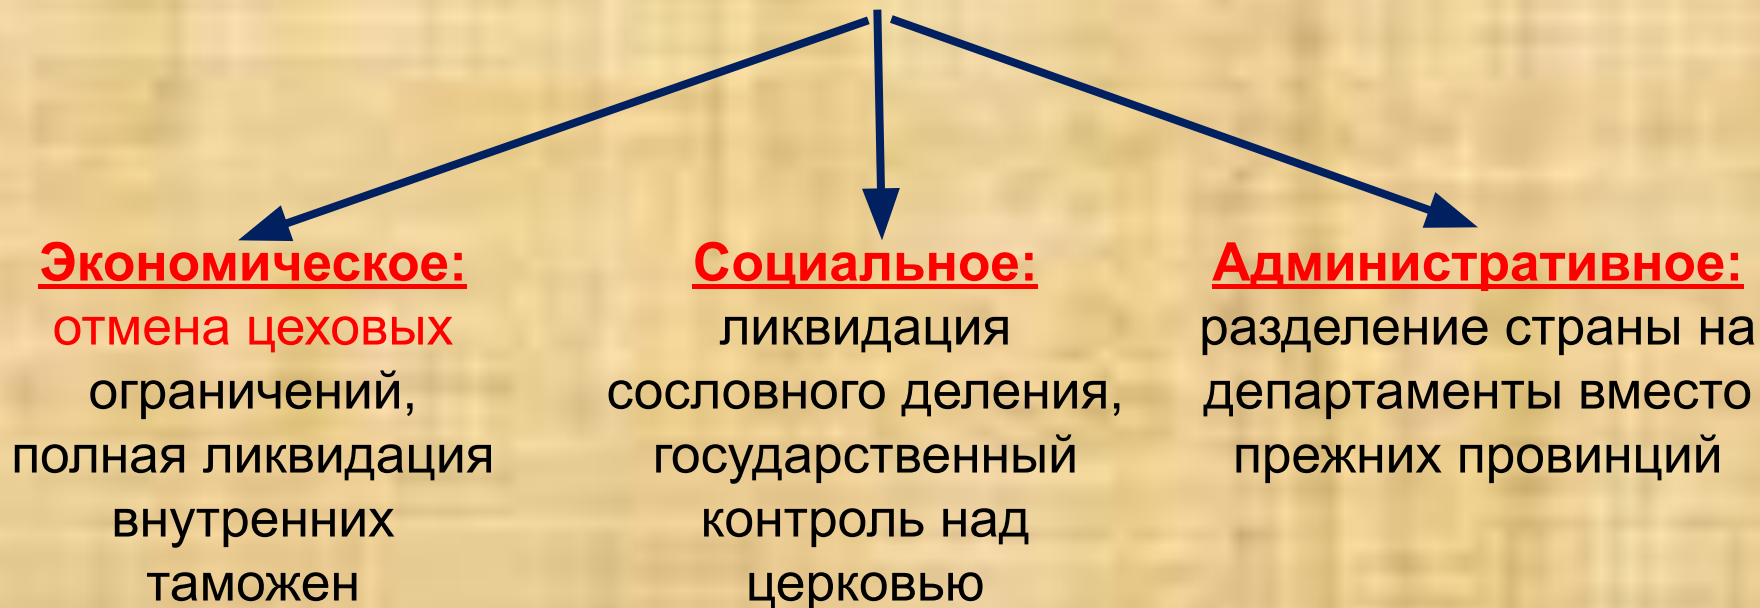 Экономическое:
отмена цеховых
ограничений,
полная ликвидация
внутренних
таможен
Социальное:
ликвидация
сословного деления,
государственный
контроль над
церковью
Административное:
разделение страны на
департаменты вместо
прежних провинций